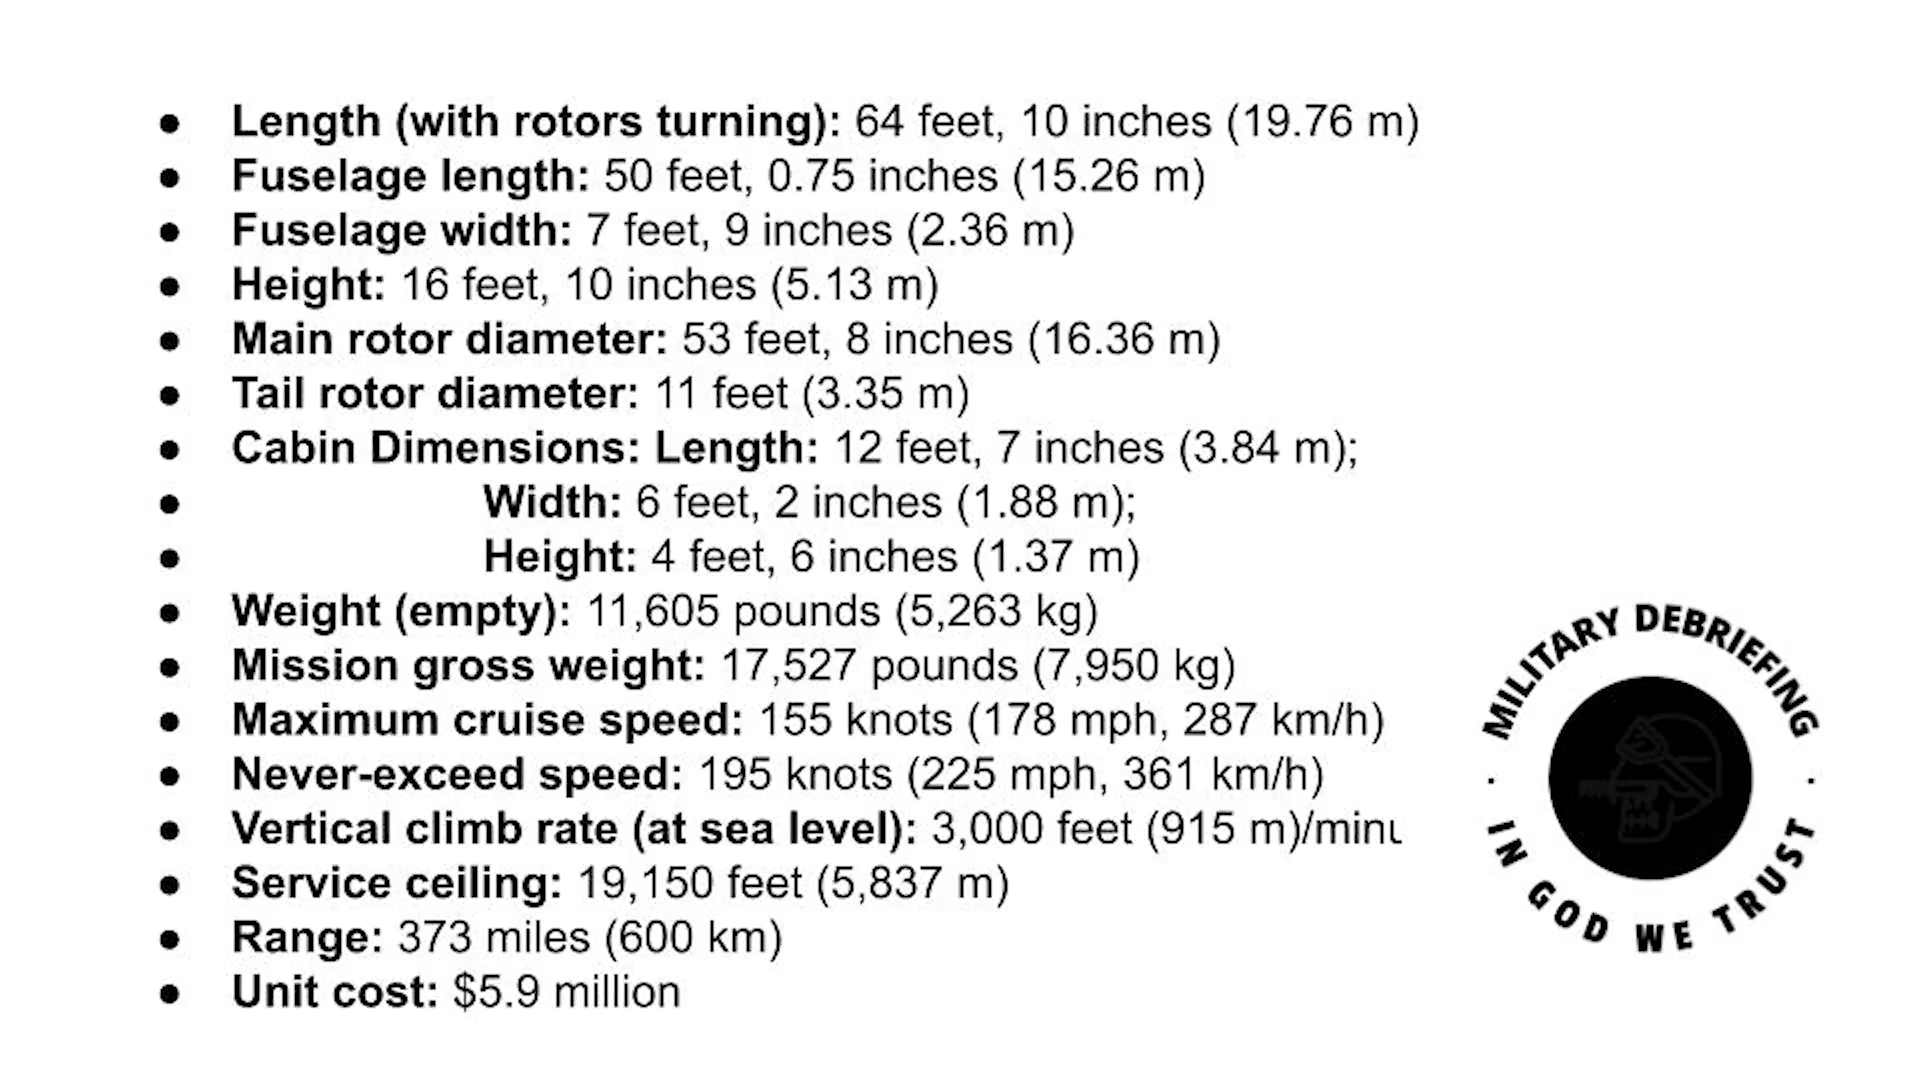 ● Length (with rotors turning): 64 feet, 10 inches (19.76 m)
● Fuselage length: 50 feet, 0.75 inches (15.26 m)
● Fuselage width: 7 feet, 9 inches (2.36 m)
● Height: 16 feet, 10 inches (5.13 m)
● Main rotor diameter: 53 feet, 8 inches (16.36 m)
● Tail rotor diameter: 11 feet (3.35 m)
● Cabin Dimensions: Length: 12 feet, 7 inches (3.84 m);
● Width: 6 feet, 2 inches (1.88 m);
● Height: 4 feet, 6 inches (1.37 m)
● Weight (empty): 11,605 pounds (5,263 kg)
● Mission gross weight: 17,527 pounds (7,950 kg)
● Maximum cruise speed: 155 knots (178 mph, 287 km/h)
● Never-exceed speed: 195 knots (225 mph, 361 km/h)
● Vertical climb rate (at sea level): 3,000 feet (915 m)/min
● Service ceiling: 19,150 feet (5,837 m)
● Range: 373 miles (600 km)
● Unit cost: $5.9 million
MILITARY DEBRIEFING
· IN GOD WE TRUST ·